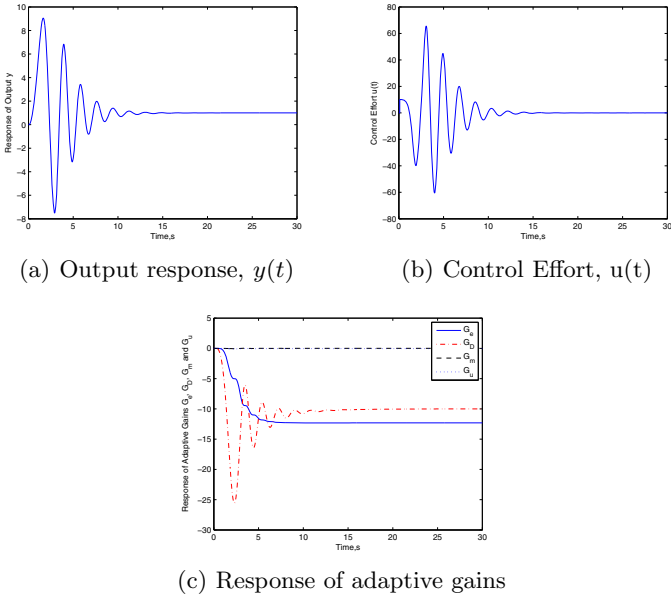 10
8
6
4
2
0
−2
−4
−6
−8
0 5 10 15 20 25 30
Response of Output y
Time,s
80
60
40
20
0
−20
−40
−60
−80
0 5 10 15 20 25 30
Control Effort u(t)
Time,s
(a) Output response, y(t)
(b) Control Effort, u(t)
5
0
−5
−10
−15
−20
−25
−30
0 5 10 15 20 25 30
Response of Adaptive Gains Ge, GD, Gm and Gu
Time,s
Ge
GD
Gm
Gu
(c) Response of adaptive gains